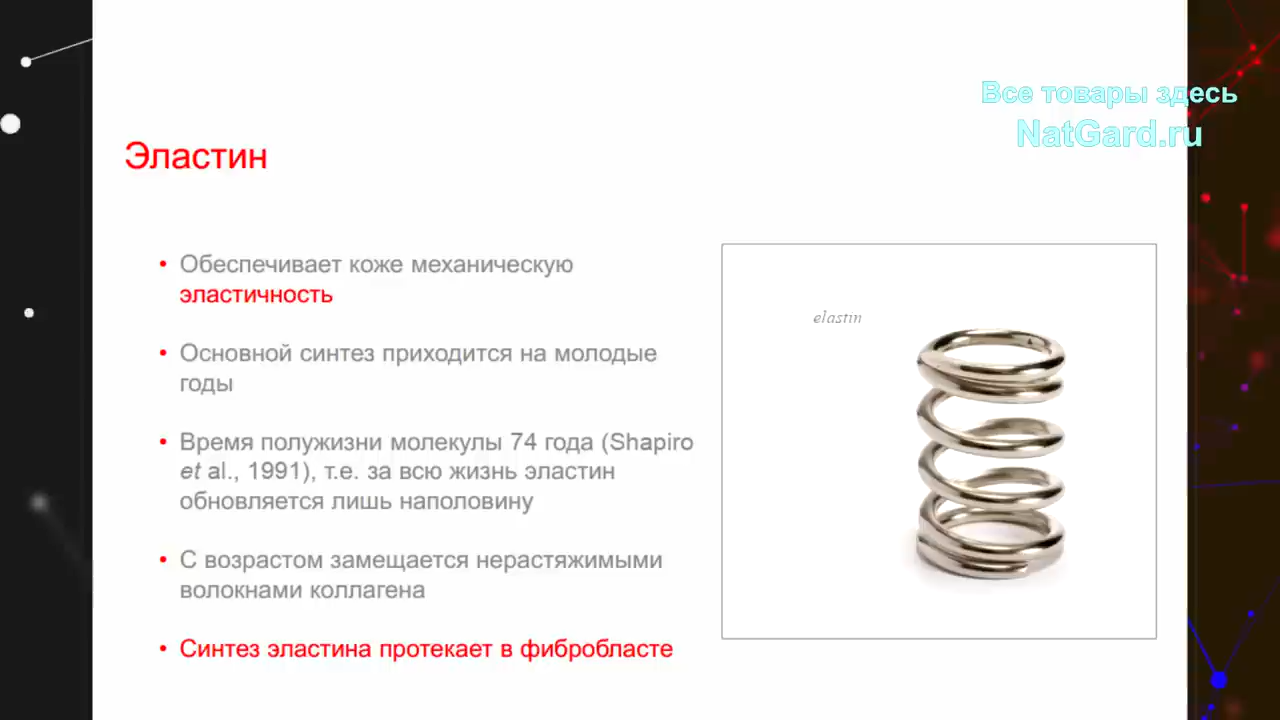 Все товары здесь
NatGard.ru
Эластин
• Обеспечивает коже механическую
эластичность
• Основной синтез приходится на молодые
годы
• Время полужизни молекулы 74 года (Shapiro
et al., 1991), т.е. за всю жизнь эластин
обновляется лишь наполовину
• С возрастом замещается нерастяжимыми
волокнами коллагена
• Синтез эластина протекает в фибробласте
elastin